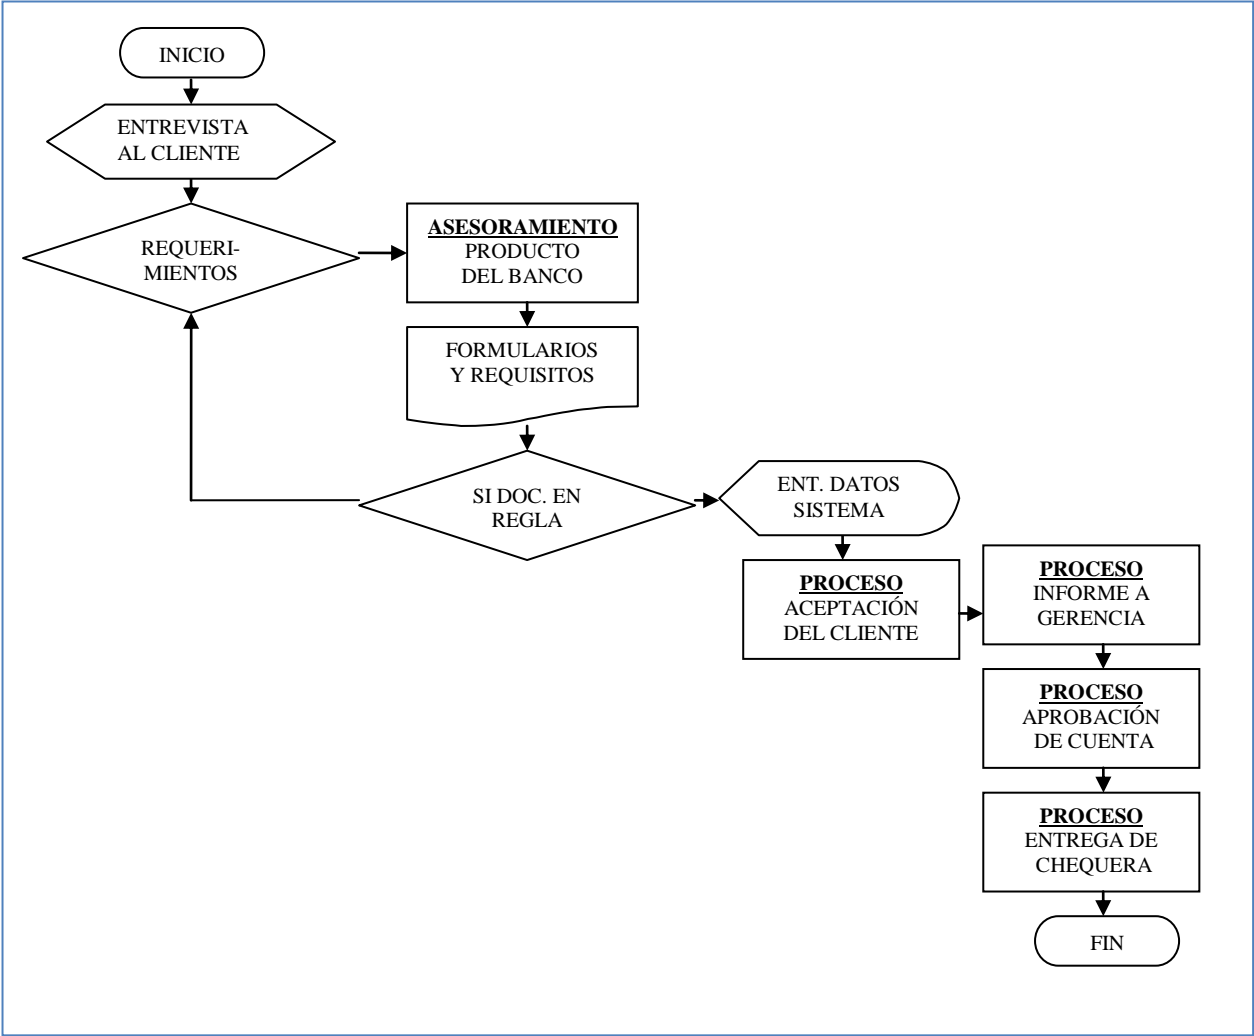 INICIO
ENTREVISTA
AL CLIENTE
REQUERI-
MIENTOS
ASESORAMIENTO
PRODUCTO
DEL BANCO
FORMULARIOS
Y REQUISITOS
SI DOC. EN
REGLA
ENT. DATOS
SISTEMA
PROCESO
ACEPTACIÓN
DEL CLIENTE
PROCESO
INFORME A
GERENCIA
PROCESO
APROBACIÓN
DE CUENTA
PROCESO
ENTREGA DE
CHEQUERA
FIN